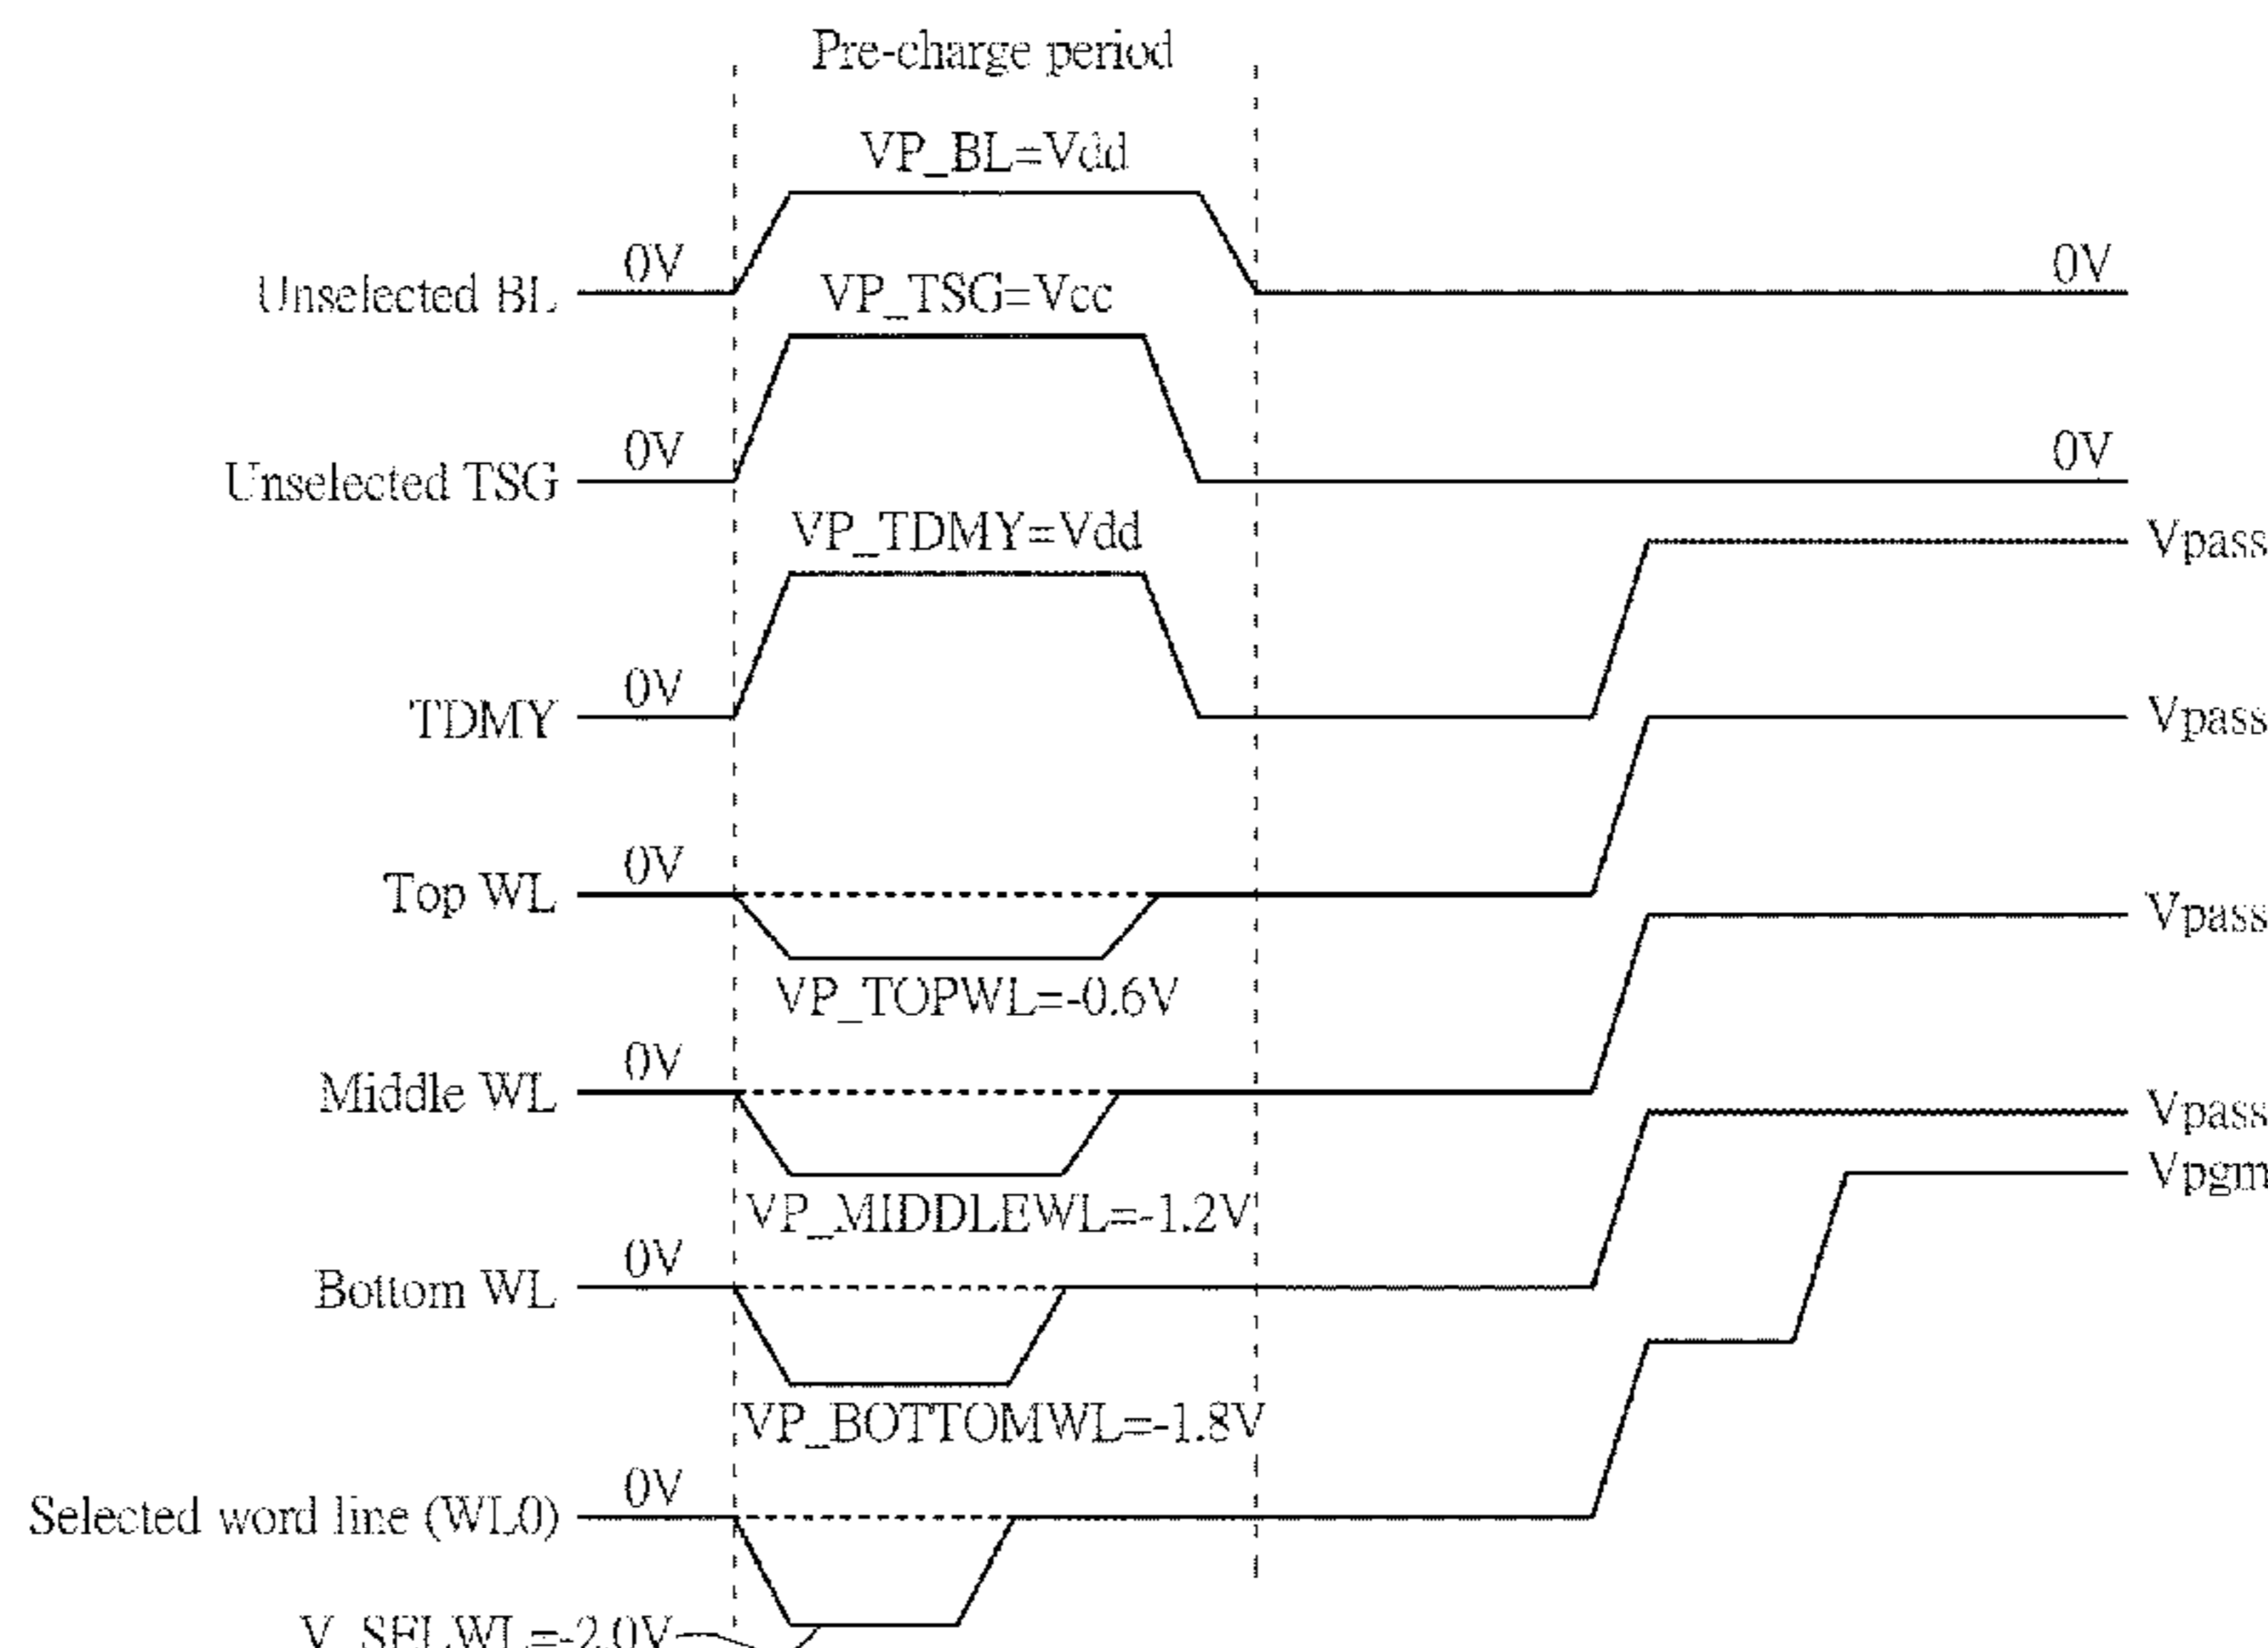 Pre-charge period
VP_BL=Vdd
Unselected BL 0V 0V
VP_TSG=Vcc
Unselected TSG 0V 0V
VP_TDMY=Vdd
Vpass
TDMY 0V
Vpass
Top WL 0V
Vpass
VP_TOPWL=-0.6V
Middle WL 0V
Vpass
Vpgm
VP_MIDDLEWL=-1.2V
Bottom WL 0V
VP_BOTTOMWL=-1.8V
Selected word line (WL0) 0V
V_SELWL=-2.0V